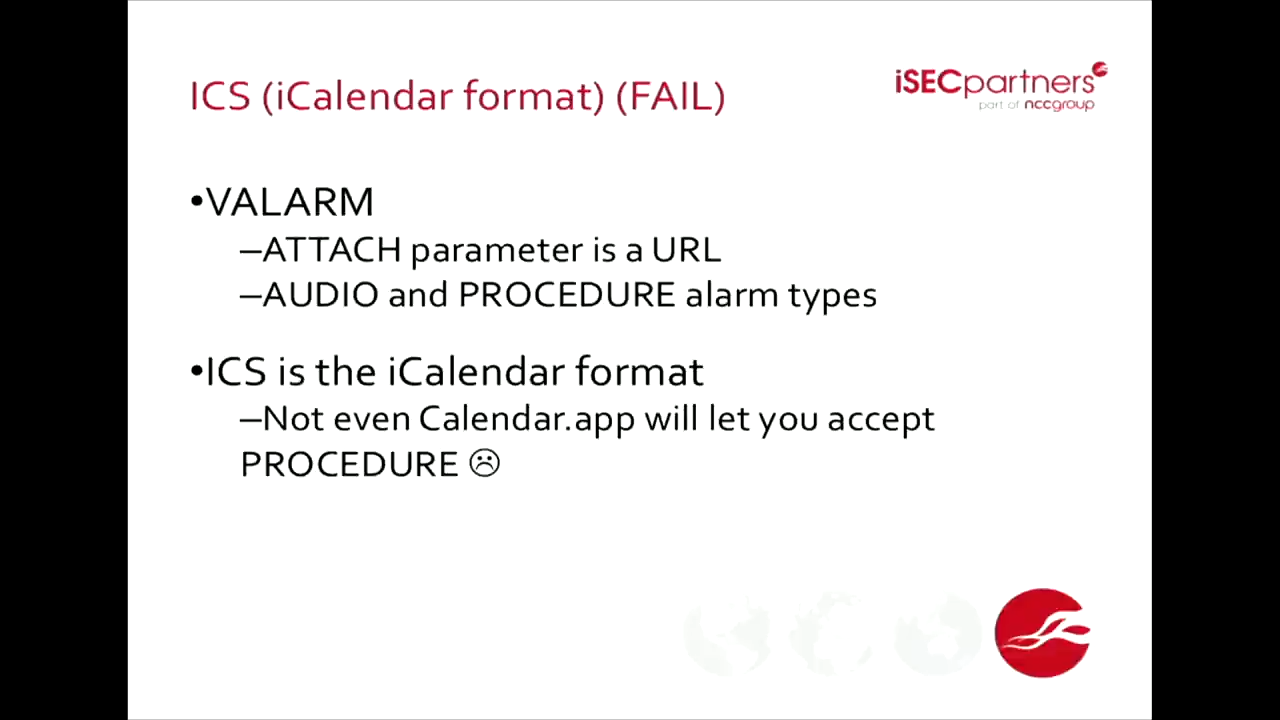 ICS (iCalendar format) (FAIL)
iSECpartners
part of nccgroup
•VALARM
–ATTACH parameter is a URL
–AUDIO and PROCEDURE alarm types
•ICS is the iCalendar format
–Not even Calendar.app will let you accept
PROCEDURE ☹